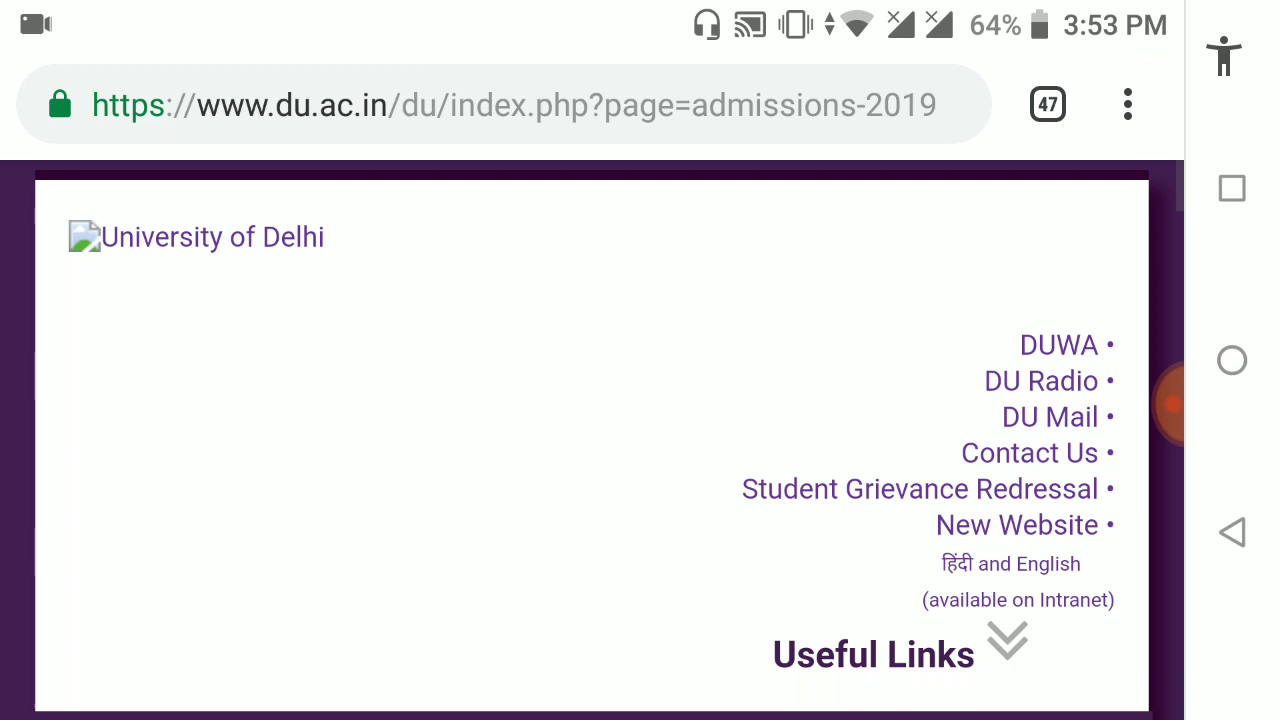 64% 3:53 PM
https://www.du.ac.in/du/index.php?page=admissions-2019 47
University of Delhi
DUWA •
DU Radio •
DU Mail •
Contact Us •
Student Grievance Redressal •
New Website •
हिंदी and English
(available on Intranet)
Useful Links